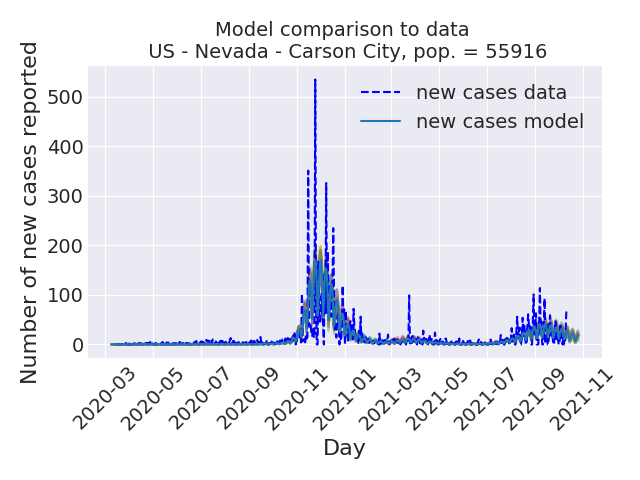 Model comparison to data
US - Nevada - Carson City, pop. = 55916
Number of new cases reported
500
400
300
200
100
0
new cases data
new cases model
2020-03
2020-05
2020-07
2020-09
2020-11
2021-01
2021-03
2021-05
2021-07
2021-09
2021-11
Day